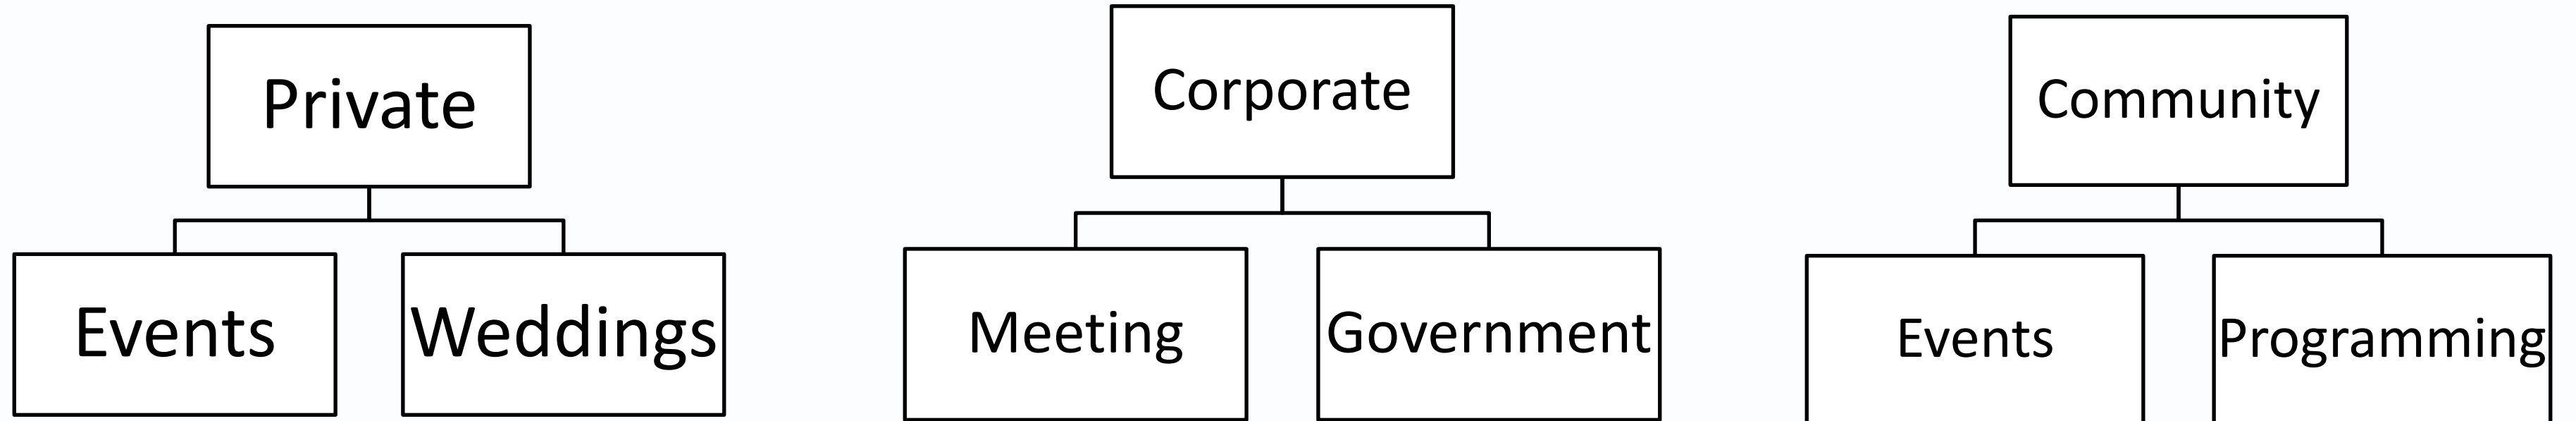 Private
Corporate
Community
Events
Weddings
Meeting
Government
Events
Programming